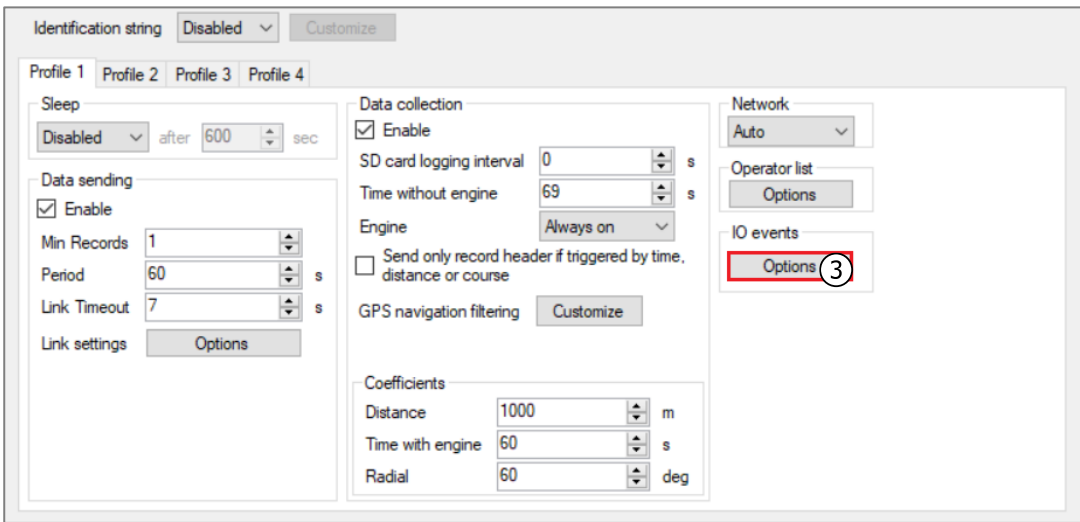 Identification string Disabled Customize
Profile 1 Profile 2 Profile 3 Profile 4
Sleep
Disabled after 600 sec
Data sending
Enable
Min Records 1
Period 60 s
Link Timeout 7 s
Link settings Options
Data collection
Enable
SD card logging interval 0 s
Time without engine 69 s
Engine Always on
Send only record header if triggered by time,
distance or course
GPS navigation filtering Customize
Coefficients
Distance 1000 m
Time with engine 60 s
Radial 60 deg
Network
Auto
Operator list
Options
IO events
Options 3